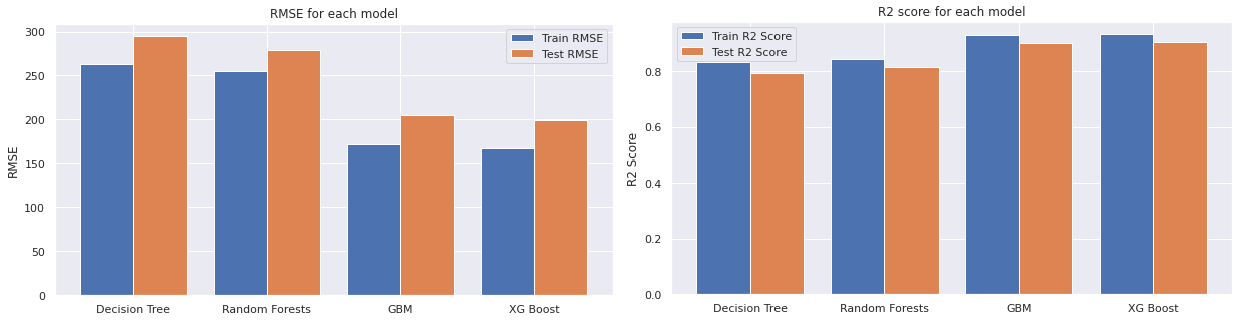 RMSE for each model
Train RMSE
Test RMSE
300
250
200
150
100
50
0
RMSE
Decision Tree
Random Forests
GBM
XG Boost
R2 score for each model
Train R2 Score
Test R2 Score
0.8
0.6
0.4
0.2
0.0
R2 Score
Decision Tree
Random Forests
GBM
XG Boost